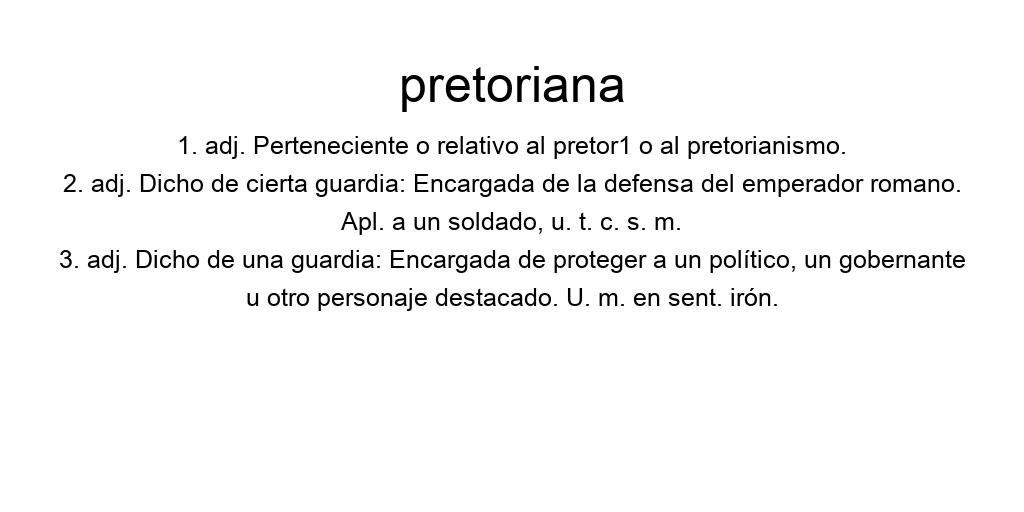 pretoriana
1. adj. Perteneciente o relativo al pretor1 o al pretorianismo.
2. adj. Dicho de cierta guardia: Encargada de la defensa del emperador romano.
Apl. a un soldado, u. t. c. s. m.
3. adj. Dicho de una guardia: Encargada de proteger a un político, un gobernante
u otro personaje destacado. U. m. en sent. irón.